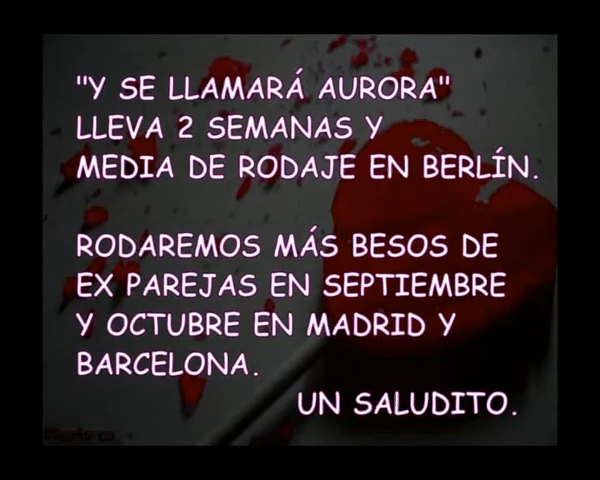 "Y SE LLAMARÁ AURORA"
LLEVA 2 SEMANAS Y
MEDIA DE RODAJE EN BERLÍN.
RODAREMOS MÁS BESOS DE
EX PAREJAS EN SEPTIEMBRE
Y OCTUBRE EN MADRID Y
BARCELONA.
UN SALUDITO.